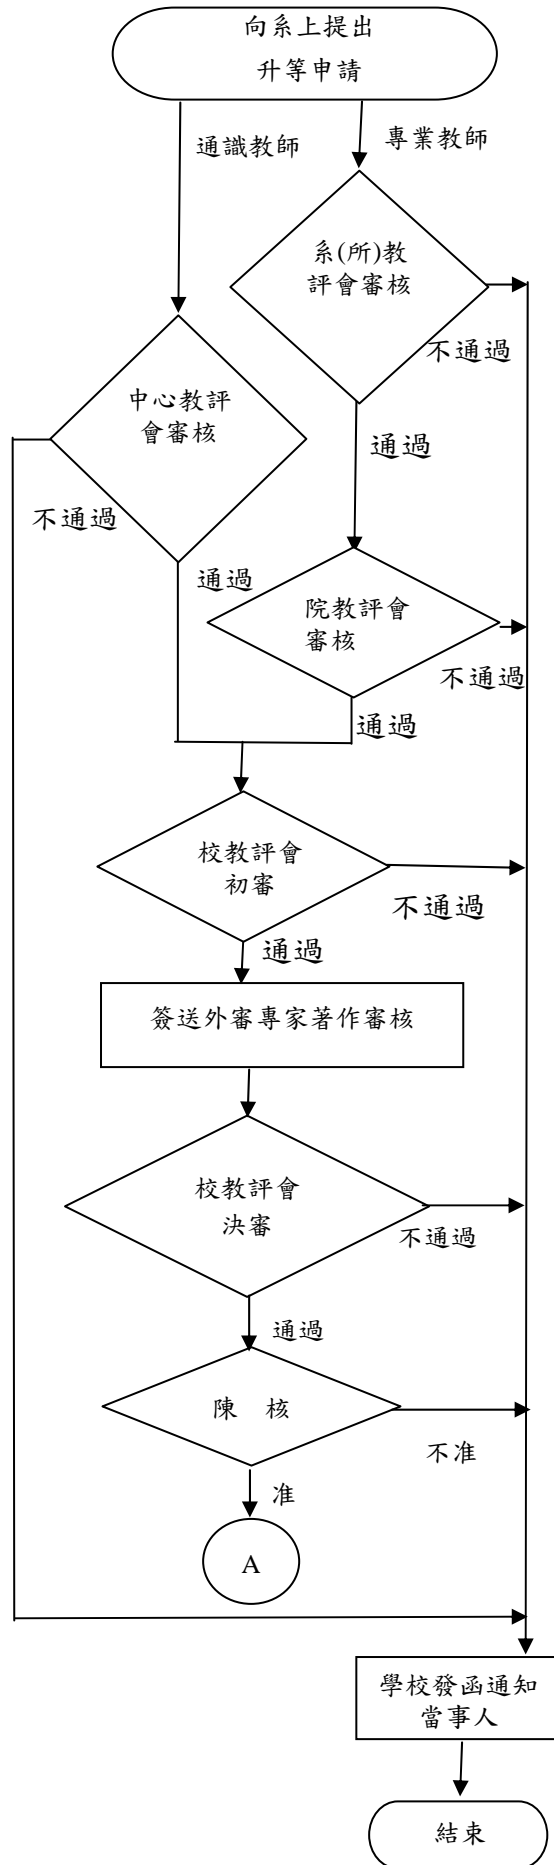 向系上提出
升等申請
通識教師
專業教師
系(所)教
評會審核
不通過
中心教評
會審核
通過
不通過
通過
院教評會
審核
不通過
通過
校教評會
初審
不通過
通過
簽送外審專家著作審核
校教評會
決審
不通過
通過
陳 核
不准
准
A
學校發函通知
當事人
結束